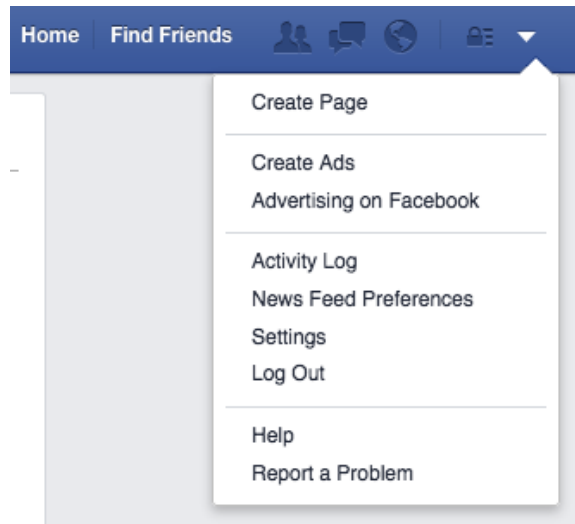 Home Find Friends
Create Page
Create Ads
Advertising on Facebook
Activity Log
News Feed Preferences
Settings
Log Out
Help
Report a Problem